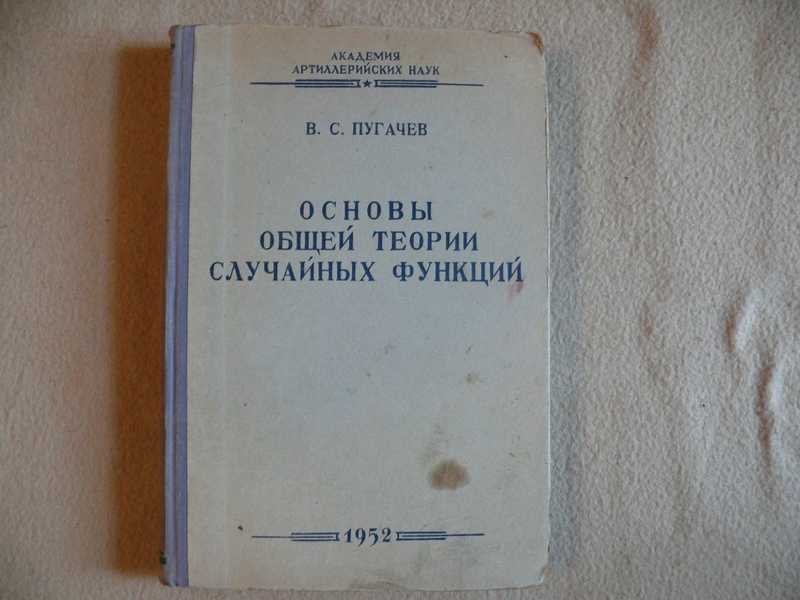 АКАДЕМИЯ
АРТИЛЛЕРИЙСКИХ НАУК
В. С. ПУГАЧЕВ
ОСНОВЫ
ОБЩЕЙ ТЕОРИИ
СЛУЧАЙНЫХ ФУНКЦИЙ
1952